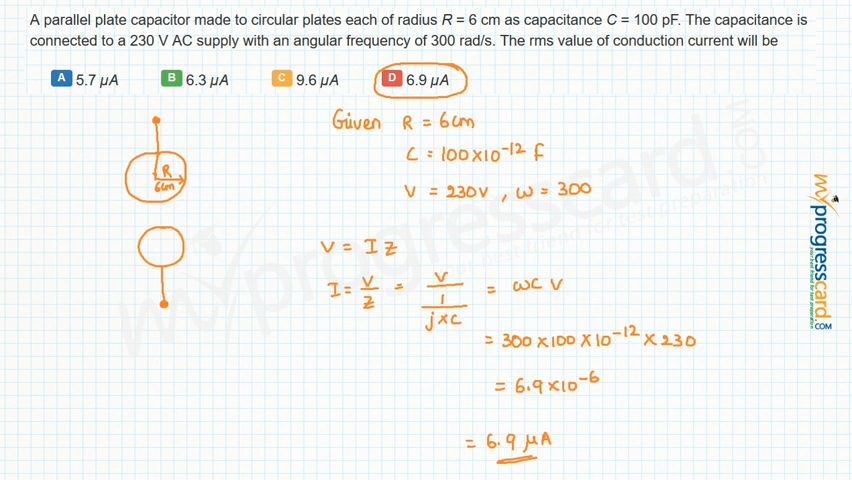 A parallel plate capacitor made to circular plates each of radius R = 6 cm as capacitance C = 100 pF. The capacitance is
connected to a 230 V AC supply with an angular frequency of 300 rad/s. The rms value of conduction current will be
A 5.7 μA B 6.3 μA C 9.6 μA D 6.9 μA
Given R = 6cm
C = 100×10⁻¹² f
V = 230V , ω = 300
R
6cm
V = I Z
I = V/Z = V/(1/(j×c)) = ωC V
= 300×100×10⁻¹²×230
= 6.9×10⁻⁶
= 6.9 μA
myprogresscard
.COM